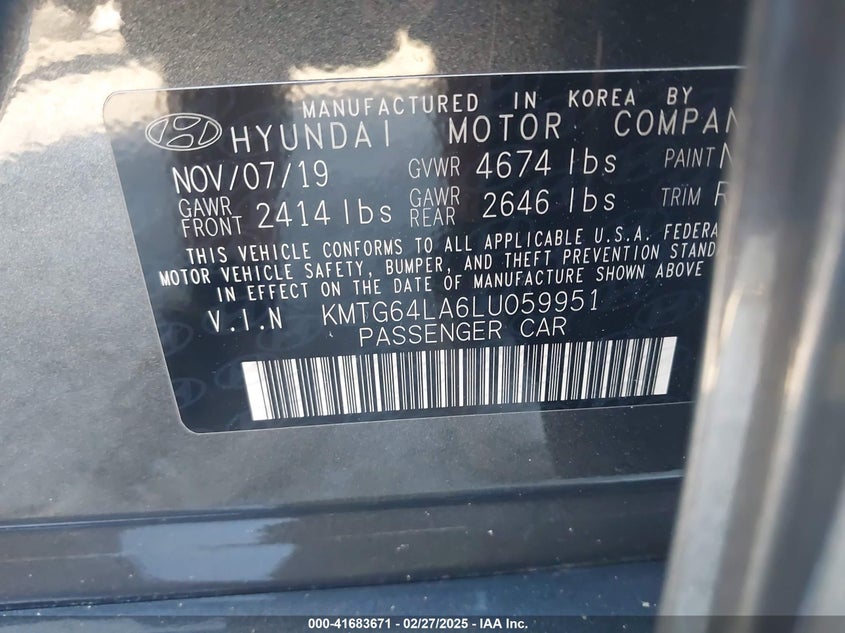 MANUFACTURED IN KOREA BY
HYUNDAI MOTOR
NOV/07/19 GVWR 4674 lbs PAINT
GAWR FRONT 2414 lbs GAWR REAR 2646 lbs TRIM
THIS VEHICLE CONFORMS TO ALL APPLICABLE U.S.A.
MOTOR VEHICLE SAFETY, BUMPER, AND THEFT PREVENTION
IN EFFECT ON THE DATE OF MANUFACTURE SHOWN ABOVE
V.I.N KMTG64LA6LU059951
PASSENGER CAR
000-41683671 | 02/27/2025 | IAA Inc.